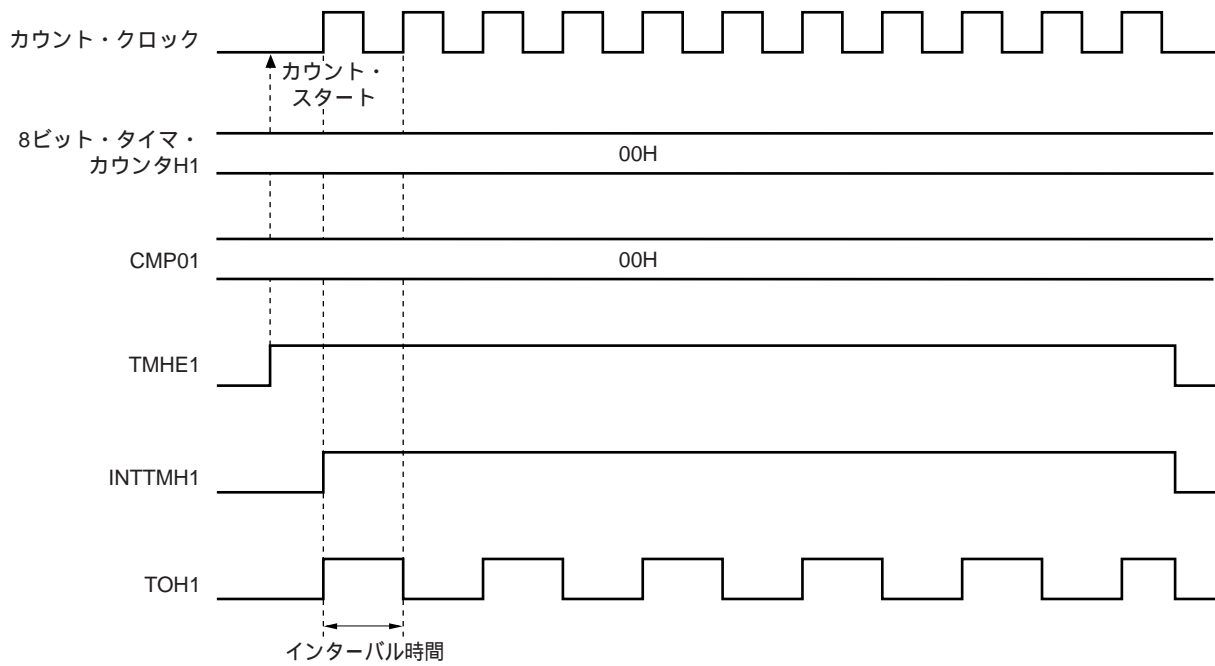 カウント・クロック
カウント・
スタート
8ビット・タイマ・
カウンタH1
00H
CMP01
00H
TMHE1
INTTMH1
TOH1
インターバル時間